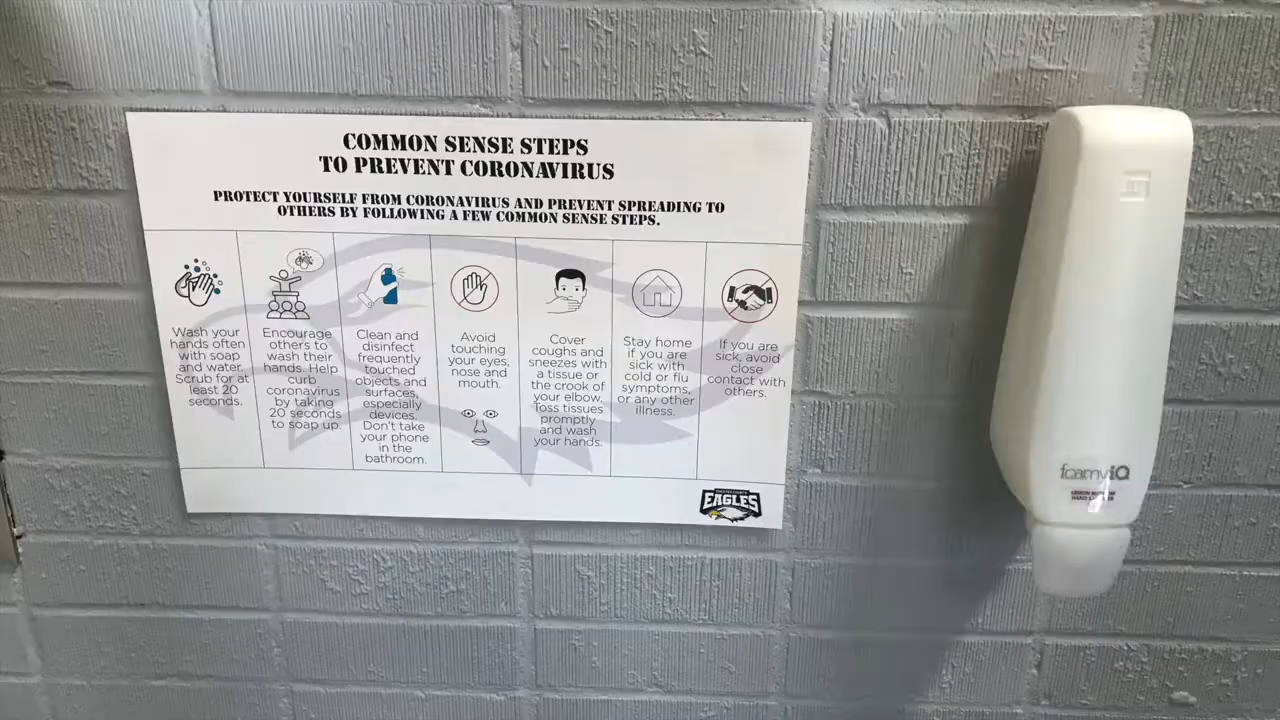 COMMON SENSE STEPS
TO PREVENT CORONAVIRUS
PROTECT YOURSELF FROM CORONAVIRUS AND PREVENT SPREADING TO
OTHERS BY FOLLOWING A FEW COMMON SENSE STEPS.
Wash your
hands often
with soap
and water.
Scrub for at
least 20
seconds.
Encourage
others to
wash their
hands. Help
curb
coronavirus
by taking
20 seconds
to soap up.
Clean and
disinfect
frequently
touched
objects and
surfaces,
especially
devices.
Don't take
your phone
in the
bathroom.
Avoid
touching
your eyes,
nose and
mouth.
Cover
coughs and
sneezes with
a tissue or
the crook of
your elbow.
Toss tissues
promptly
and wash
your hands.
Stay home
if you are
sick with
cold or flu
symptoms,
or any other
illness.
If you are
sick, avoid
close
contact with
others.
EAGLES
foamyiQ
LEMON BLOSSOM